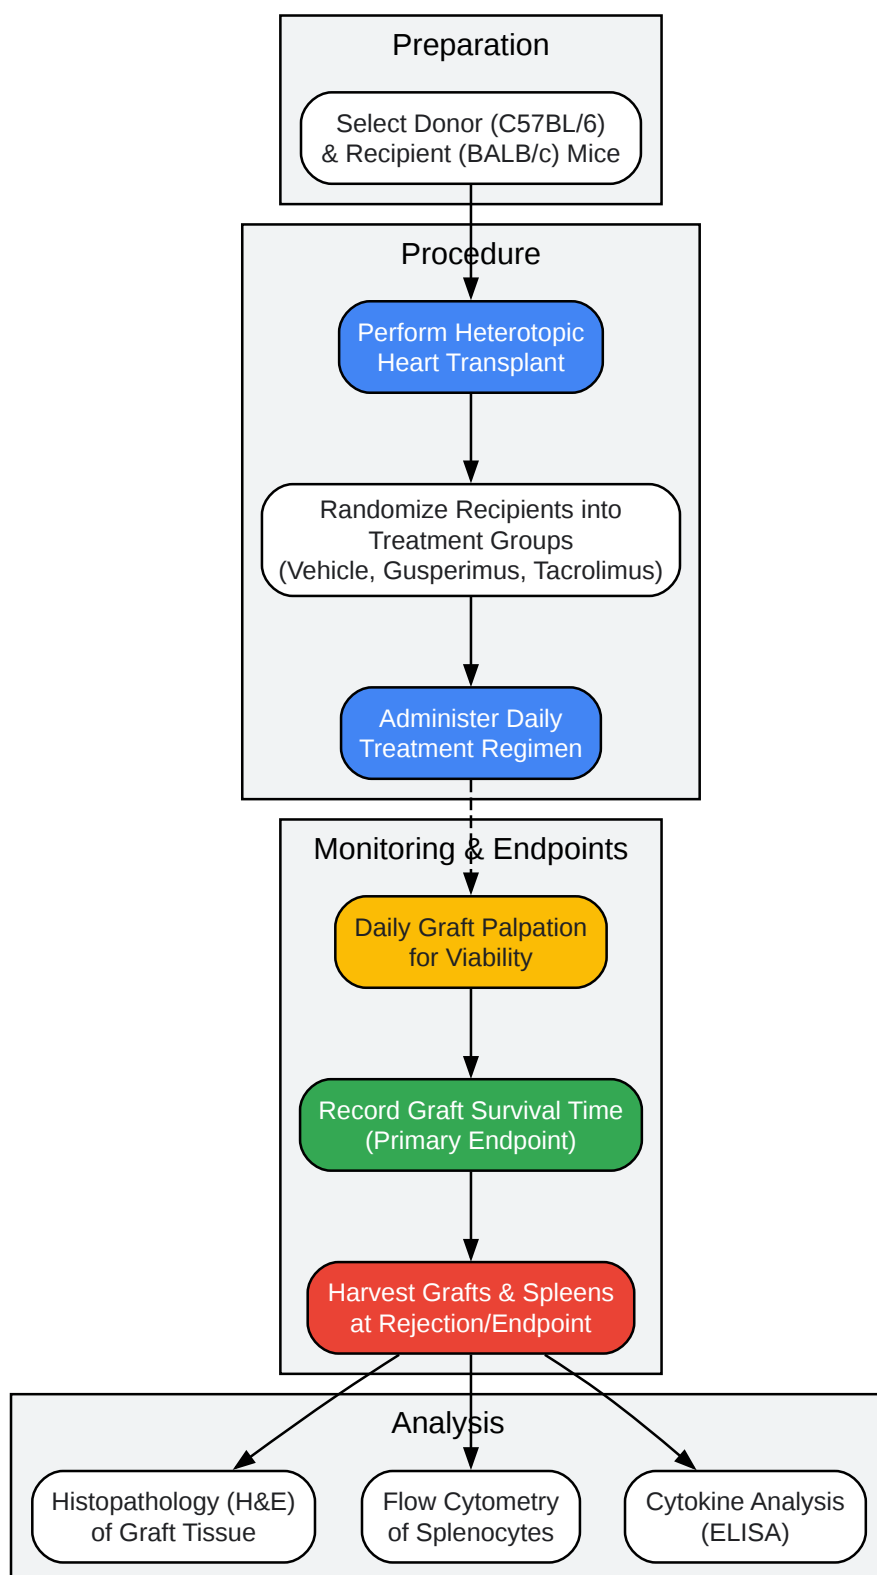 Preparation
Select Donor (C57BL/6)
& Recipient (BALB/c) Mice
Procedure
Perform Heterotopic
Heart Transplant
Randomize Recipients into
Treatment Groups
(Vehicle, Gusperimus, Tacrolimus)
Administer Daily
Treatment Regimen
Monitoring & Endpoints
Daily Graft Palpation
for Viability
Record Graft Survival Time
(Primary Endpoint)
Harvest Grafts & Spleens
at Rejection/Endpoint
Analysis
Histopathology (H&E)
of Graft Tissue
Flow Cytometry
of Splenocytes
Cytokine Analysis
(ELISA)